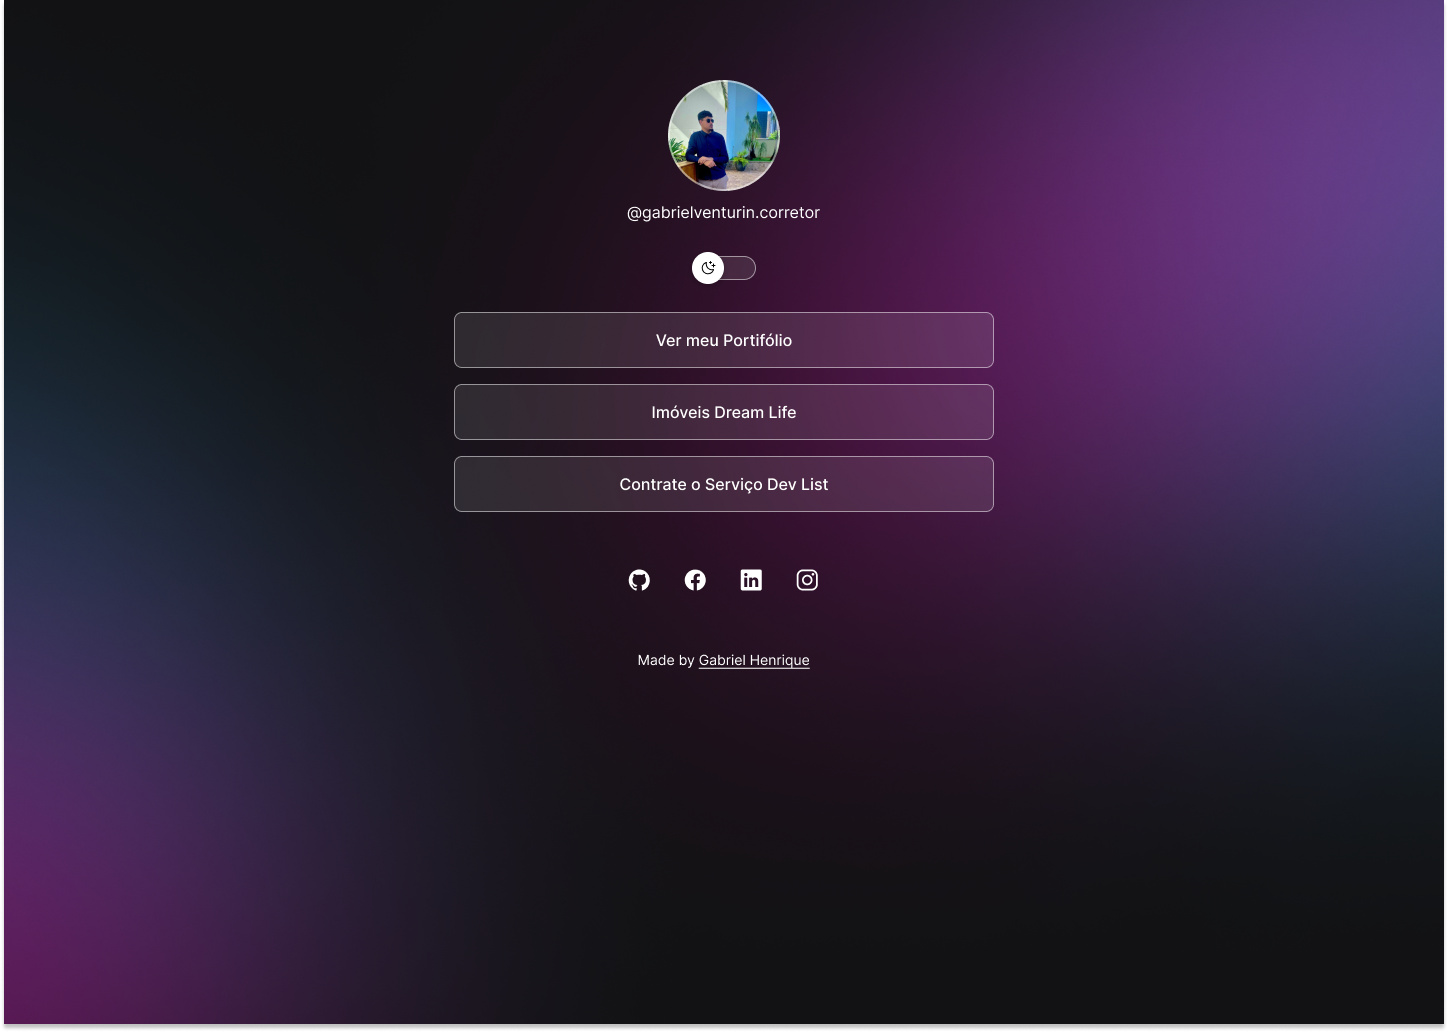 @gabrielventurin.corretor
Ver meu Portifólio
Imóveis Dream Life
Contrate o Serviço Dev List
Made by Gabriel Henrique